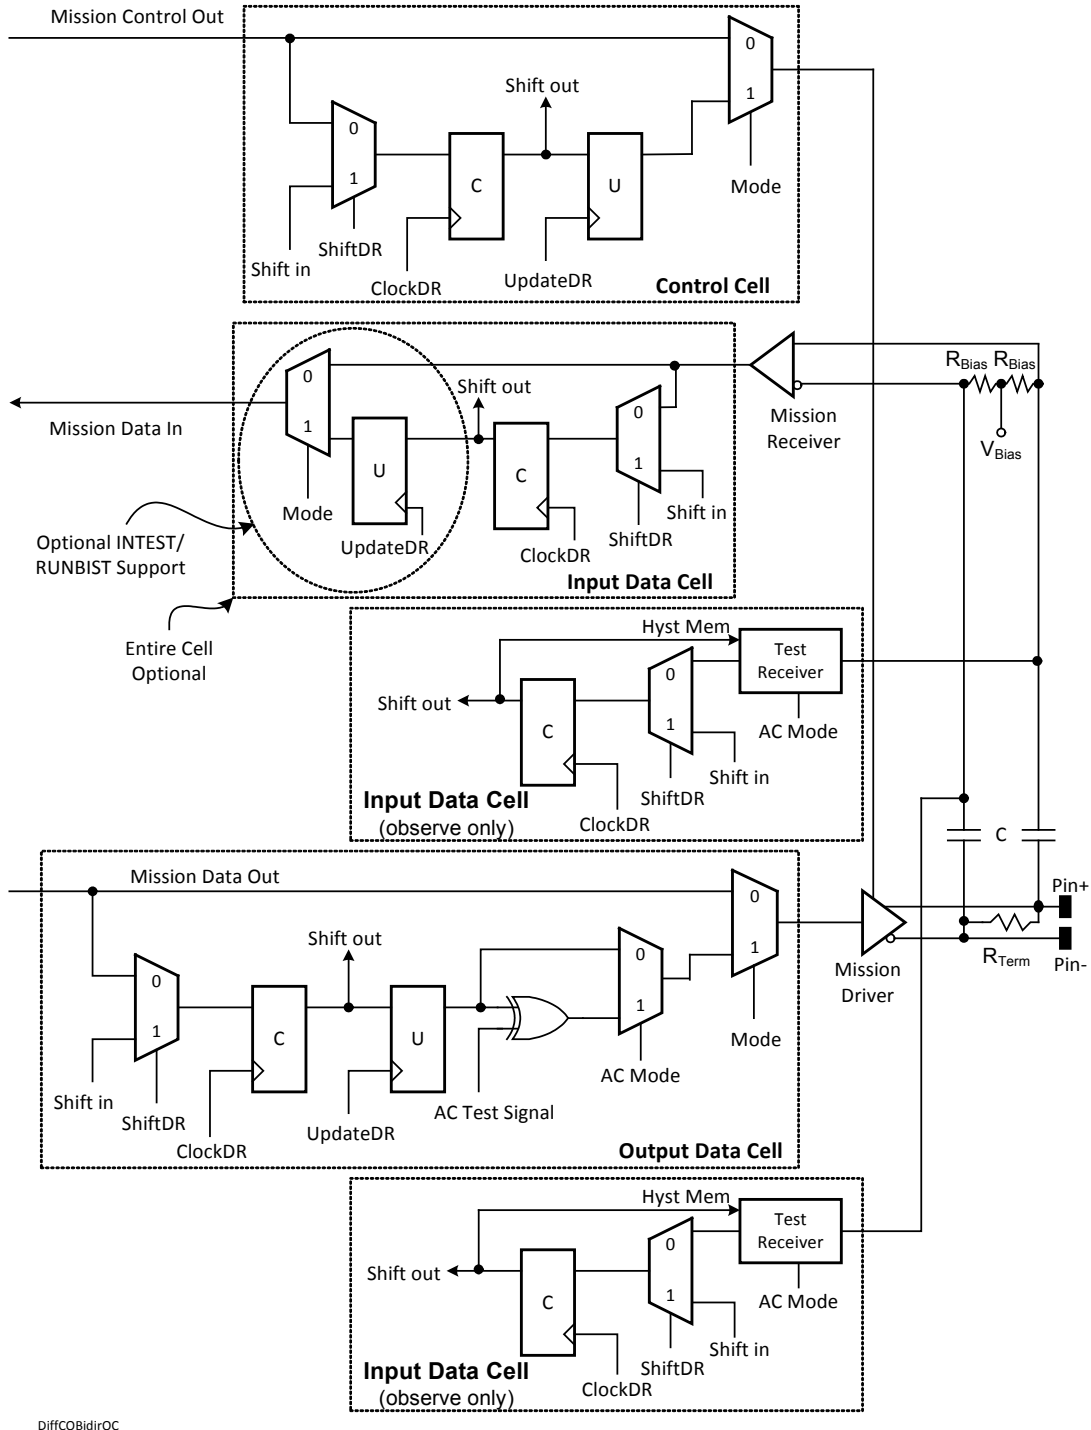 Mission Control Out
0
Shift out
1
0
C
U
1
Mode
ShiftDR
Shift in
UpdateDR
ClockDR
Control Cell
R Bias R Bias
0
Shift out
0
Mission Data In
1
Mission
Receiver
V Bias
U
C
1
Mode
Shift in
Optional INTEST/
RUNBIST Support
UpdateDR
ShiftDR
ClockDR
Input Data Cell
Hyst Mem
Entire Cell
Optional
Test
Receiver
0
Shift out
AC Mode
C
1
Shift in
Input Data Cell
ShiftDR
(observe only)
ClockDR
C
Mission Data Out
0
Pin+
Shift out
0
1
R Term
Pin-
0
Mission
Driver
1
1
C
U
Mode
AC Mode
Shift in
AC Test Signal
ShiftDR
UpdateDR
ClockDR
Output Data Cell
Hyst Mem
Test
Receiver
0
Shift out
AC Mode
C
1
Shift in
Input Data Cell
ShiftDR
(observe only)
ClockDR
DiffCOBidirOC